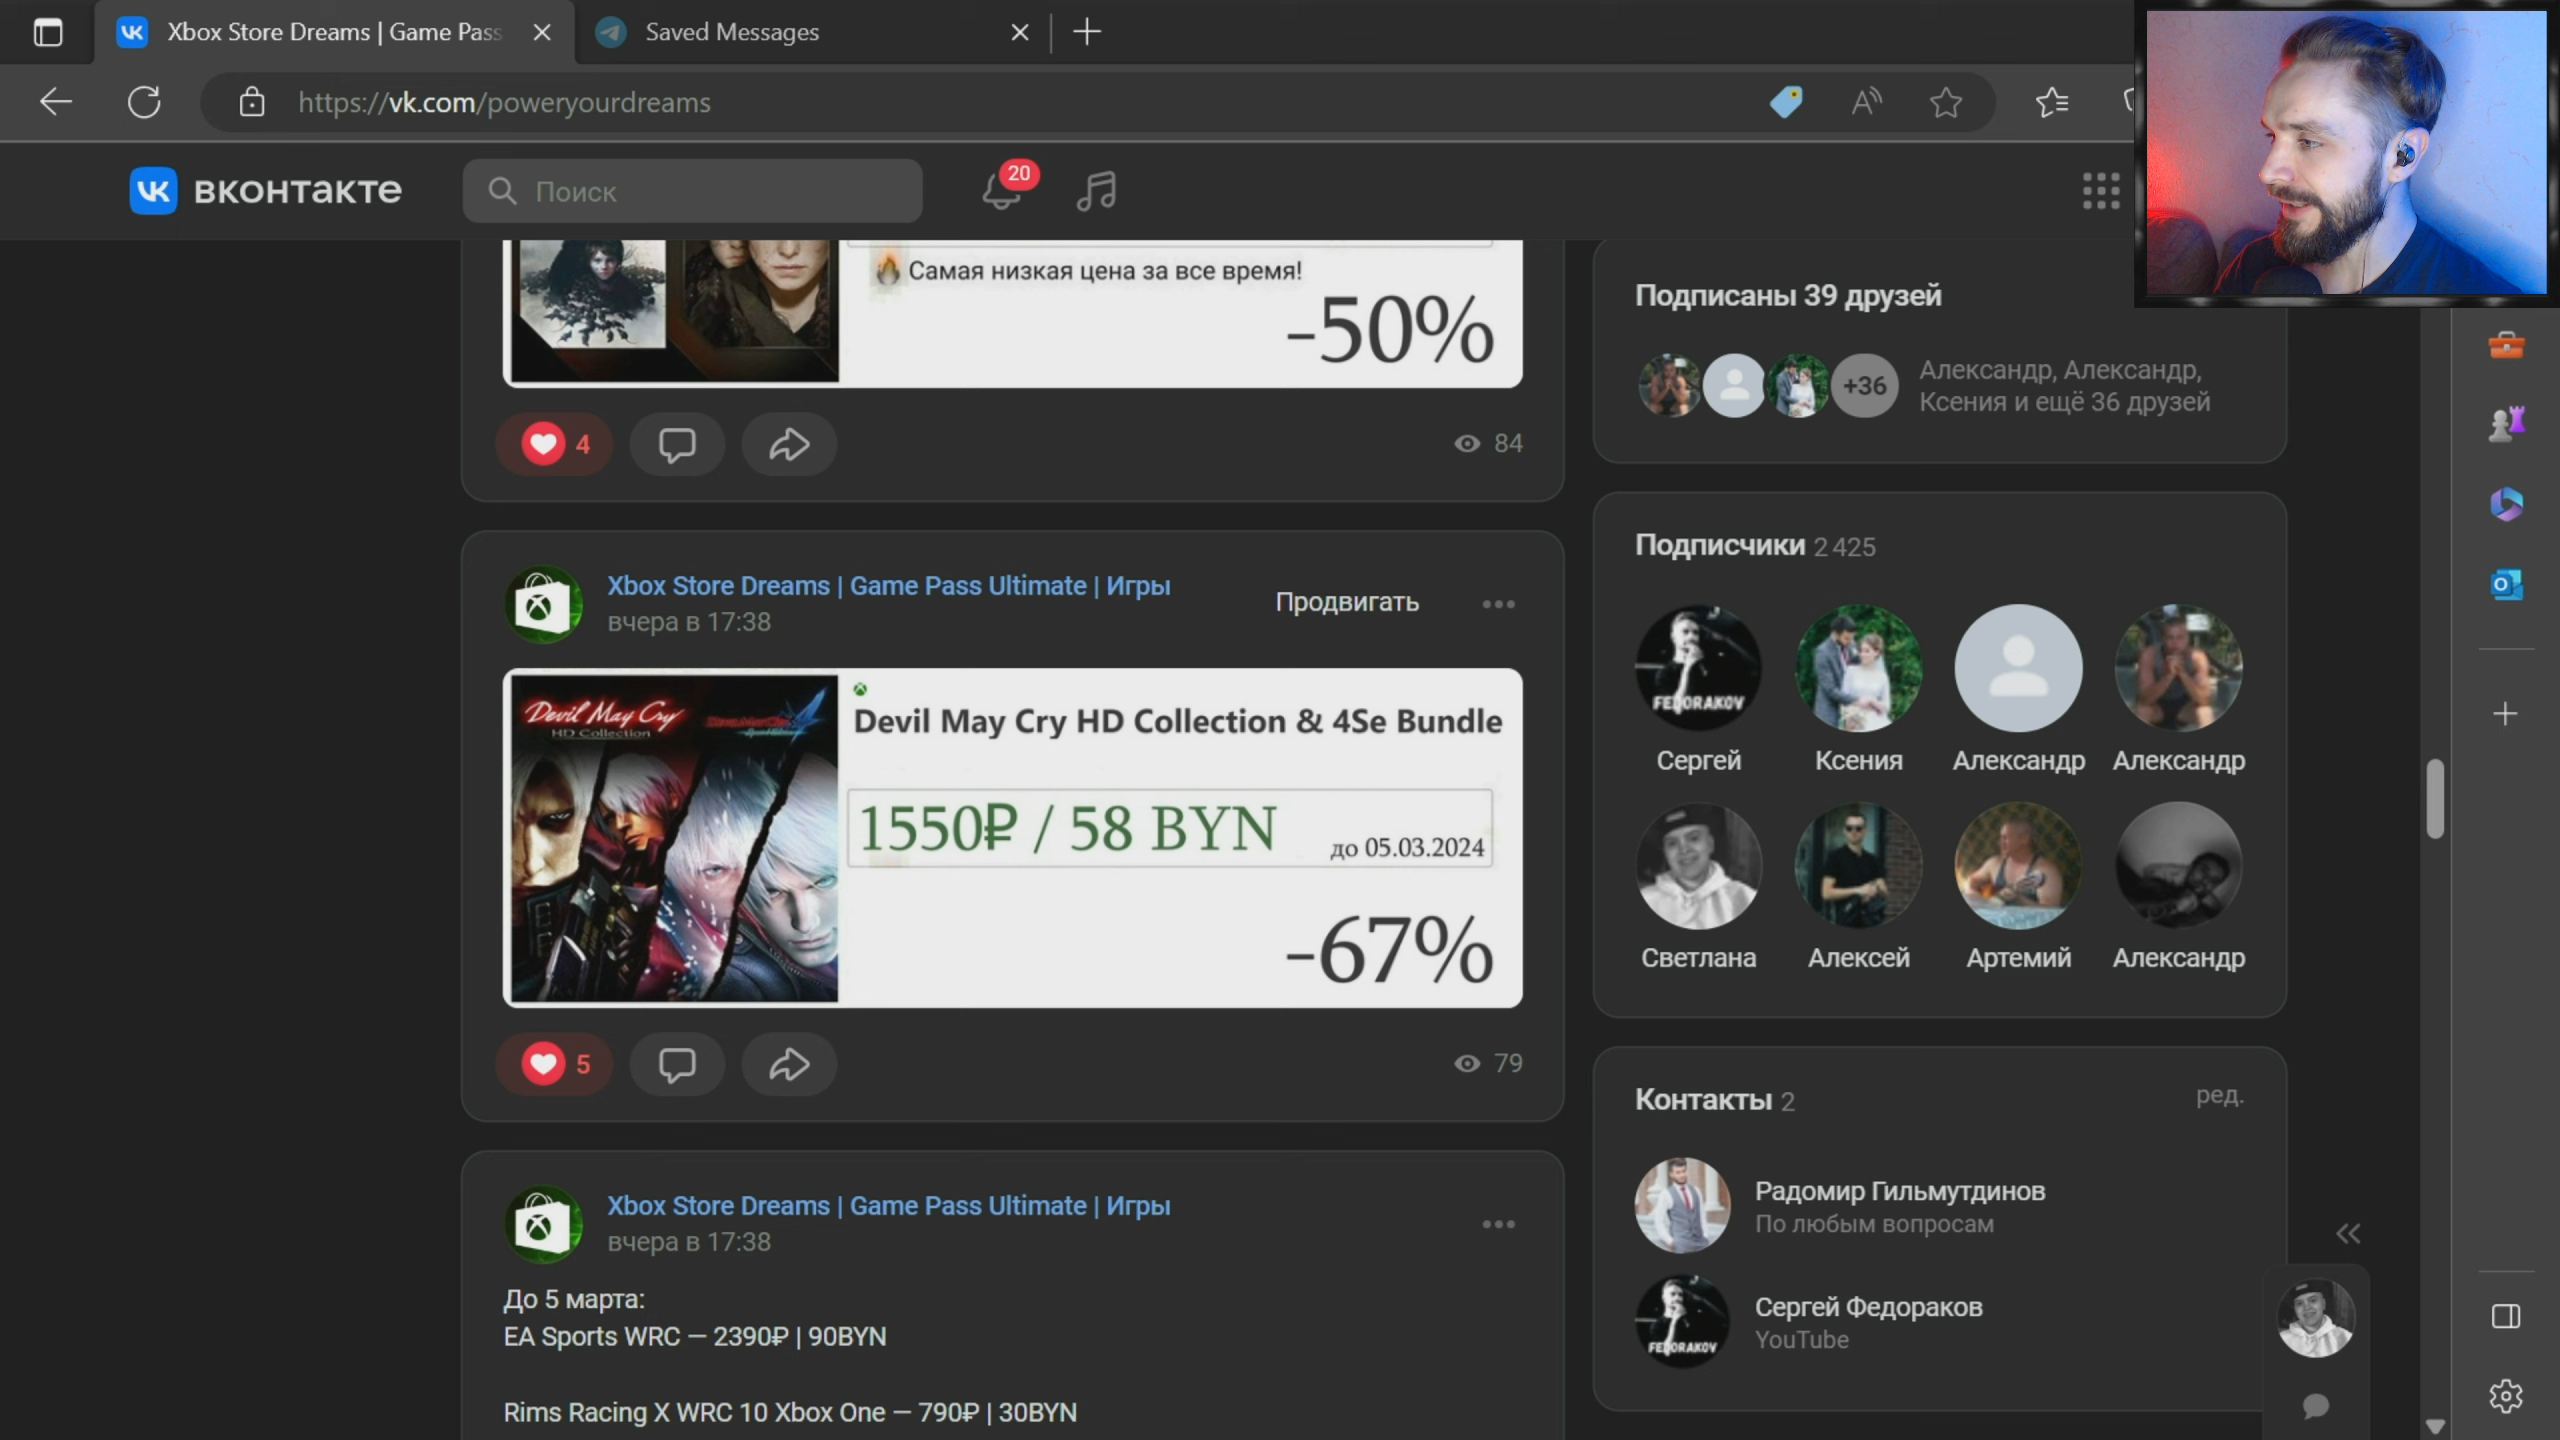 Xbox Store Dreams | Game Pass
Saved Messages
https://vk.com/poweryourdreams
вконтакте
Поиск
20
Самая низкая цена за все время!
-50%
4
84
Xbox Store Dreams | Game Pass Ultimate | Игры
вчера в 17:38
Продвигать
Devil May Cry
HD Collection
Devil May Cry HD Collection & 4Se Bundle
1550₽ / 58 BYN
до 05.03.2024
-67%
5
79
Xbox Store Dreams | Game Pass Ultimate | Игры
вчера в 17:38
До 5 марта:
EA Sports WRC — 2390₽ | 90BYN
Rims Racing X WRC 10 Xbox One — 790₽ | 30BYN
Подписаны 39 друзей
+36
Александр, Александр,
Ксения и ещё 36 друзей
Подписчики 2 425
FEDORAKOV
Сергей
Ксения
Александр
Александр
Светлана
Алексей
Артемий
Александр
Контакты 2
ред.
Радомир Гильмутдинов
По любым вопросам
FEDORAKOV
Сергей Федораков
YouTube